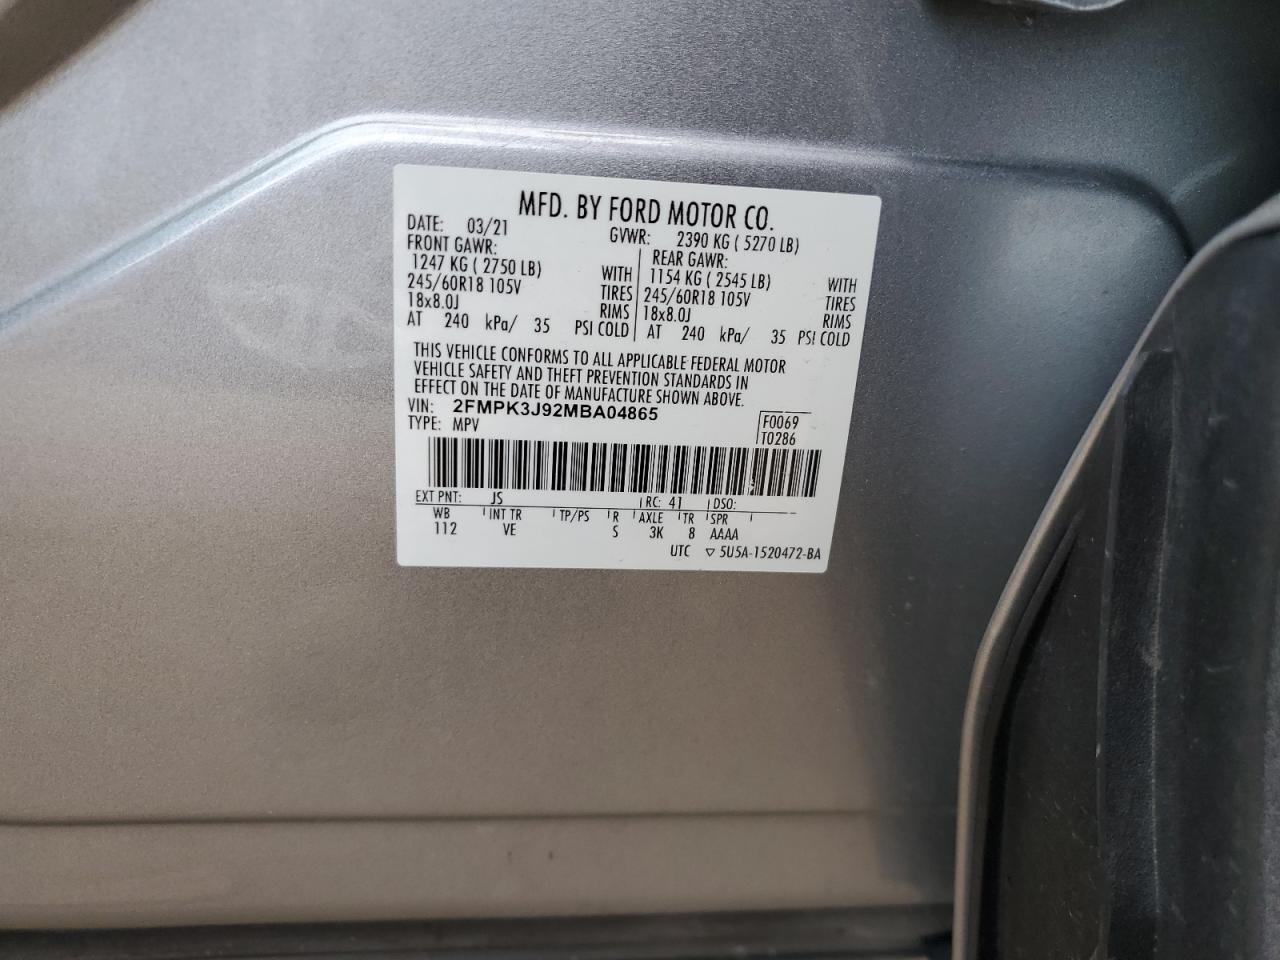 MFD. BY FORD MOTOR CO.
DATE: 03/21 GVWR: 2390 KG ( 5270 LB)
FRONT GAWR: REAR GAWR:
1247 KG ( 2750 LB) WITH 1154 KG ( 2545 LB) WITH
245/60R18 105V TIRES 245/60R18 105V TIRES
18x8.0J RIMS 18x8.0J RIMS
AT 240 kPa/ 35 PSI COLD AT 240 kPa/ 35 PSI COLD
THIS VEHICLE CONFORMS TO ALL APPLICABLE FEDERAL MOTOR
VEHICLE SAFETY AND THEFT PREVENTION STANDARDS IN
EFFECT ON THE DATE OF MANUFACTURE SHOWN ABOVE.
VIN: 2FMPK3J92MBA04865 F0069
TYPE: MPV T0286
EXT PNT: JS RC: 41 DSO:
WB INT TR TP/PS R AXLE TR SPR
112 VE S 3K 8 AAAA
UTC ▽ 5U5A-1520472-BA